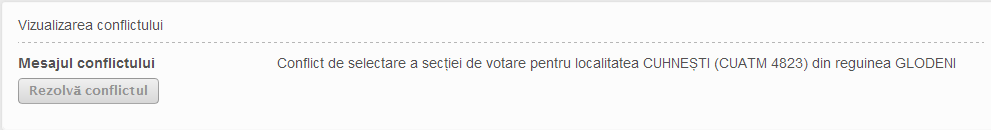 Vizualizarea conflictului
Mesajul conflictului Conflict de selectare a secției de votare pentru localitatea CUHNEȘTI (CUATM 4823) din reguinea GLODENI
Rezolvă conflictul